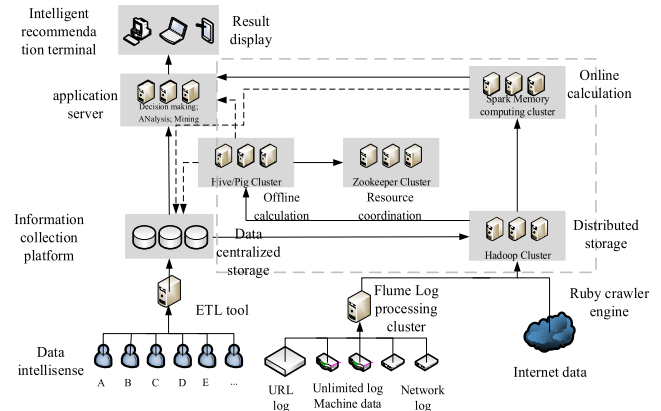 Intelligent
recommenda
tion terminal
Result
display
application
server
Decision making;
ANalysis; Mining
Spark Memory
computing cluster
Online
calculation
Hive/Pig Cluster
Zookeeper Cluster
Offline
calculation
Resource
coordination
Information
collection
platform
Data
centralized
storage
Hadoop Cluster
Distributed
storage
ETL tool
Flume Log
processing
cluster
Ruby crawler
engine
Data
intellisense
A B C D E ...
URL
log
Unlimited log
Machine data
Network
log
Internet data